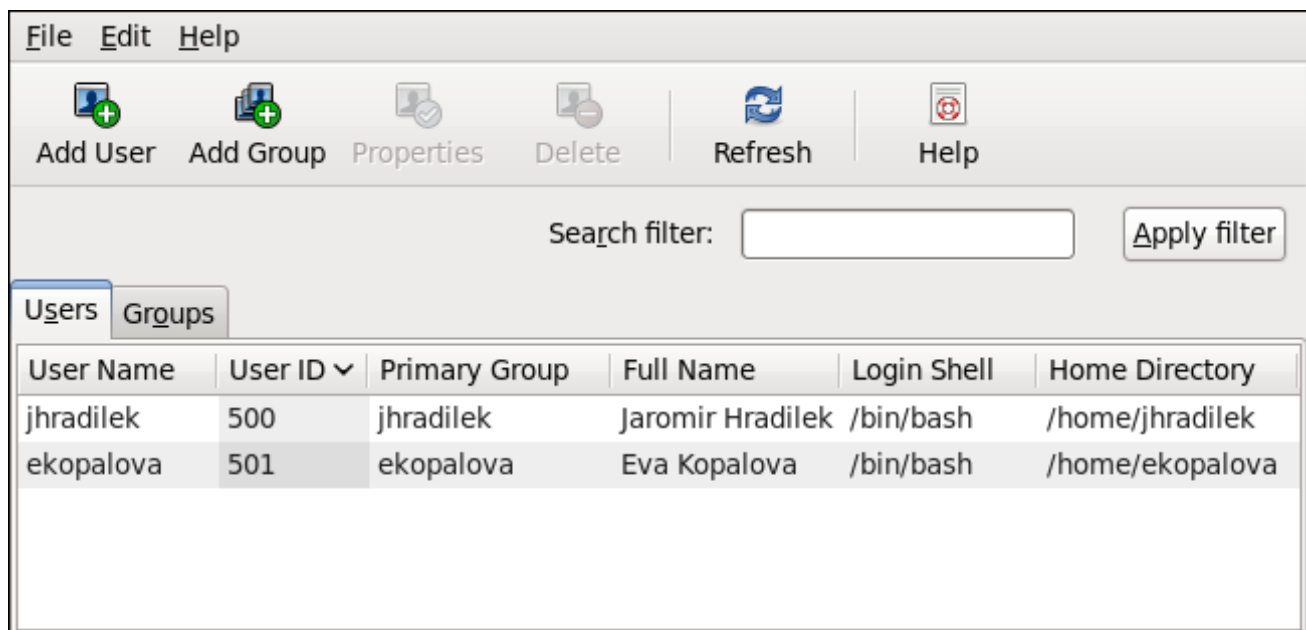 File Edit Help
Add User Add Group Properties Delete Refresh Help
Search filter: Apply filter
Users Groups
User Name User ID Primary Group Full Name Login Shell Home Directory
jhradilek 500 jhradilek Jaromir Hradilek /bin/bash /home/jhradilek
ekopalova 501 ekopalova Eva Kopalova /bin/bash /home/ekopalova